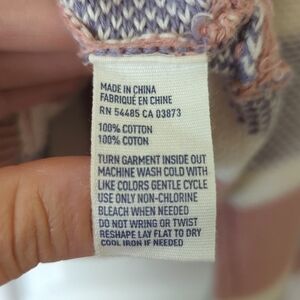 MADE IN CHINA
FABRIQUÉ EN CHINE
RN 54485 CA 03873
100% COTTON
100% COTON
TURN GARMENT INSIDE OUT
MACHINE WASH COLD WITH
LIKE COLORS GENTLE CYCLE
USE ONLY NON-CHLORINE
BLEACH WHEN NEEDED
DO NOT WRING OR TWIST
RESHAPE LAY FLAT TO DRY
COOL IRON IF NEEDED